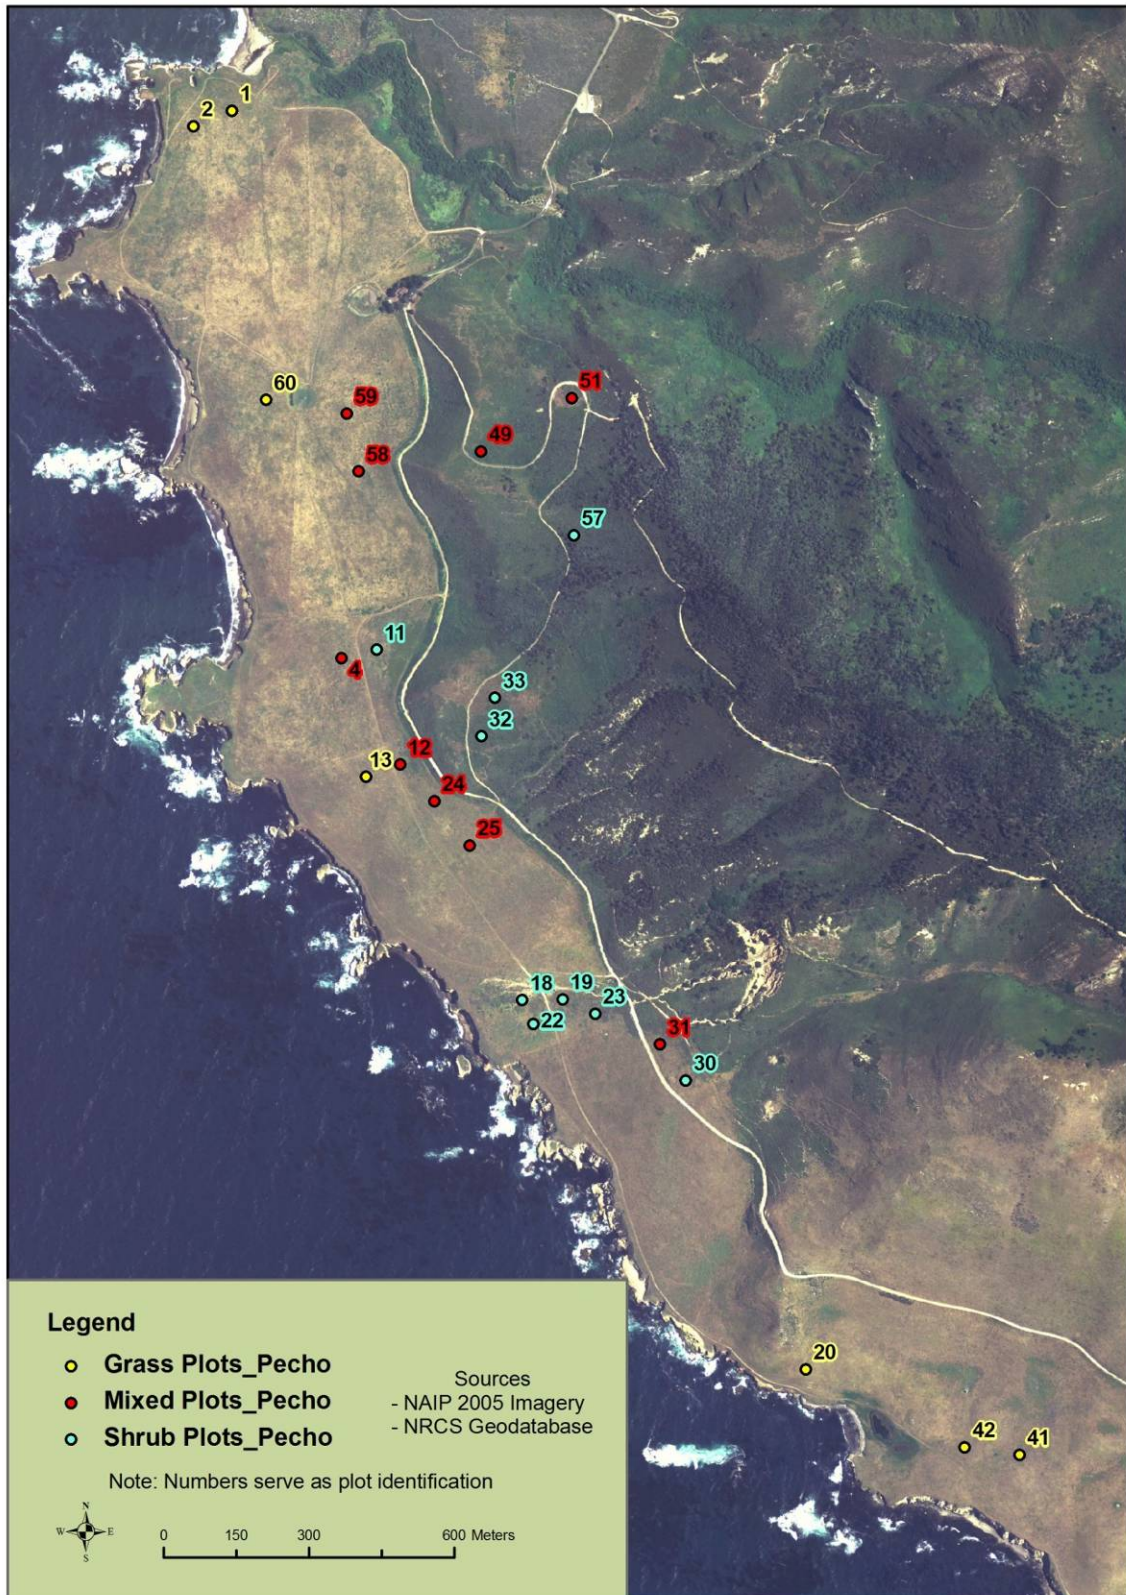 1
2
60
59
51
49
58
57
11
4
33
32
12
13
24
25
18
19
23
22
31
30
20
42
41
Legend
Grass Plots_Pecho
Mixed Plots_Pecho
Shrub Plots_Pecho
Sources
- NAIP 2005 Imagery
- NRCS Geodatabase
Note: Numbers serve as plot identification
N
W E
S
0 150 300 600 Meters